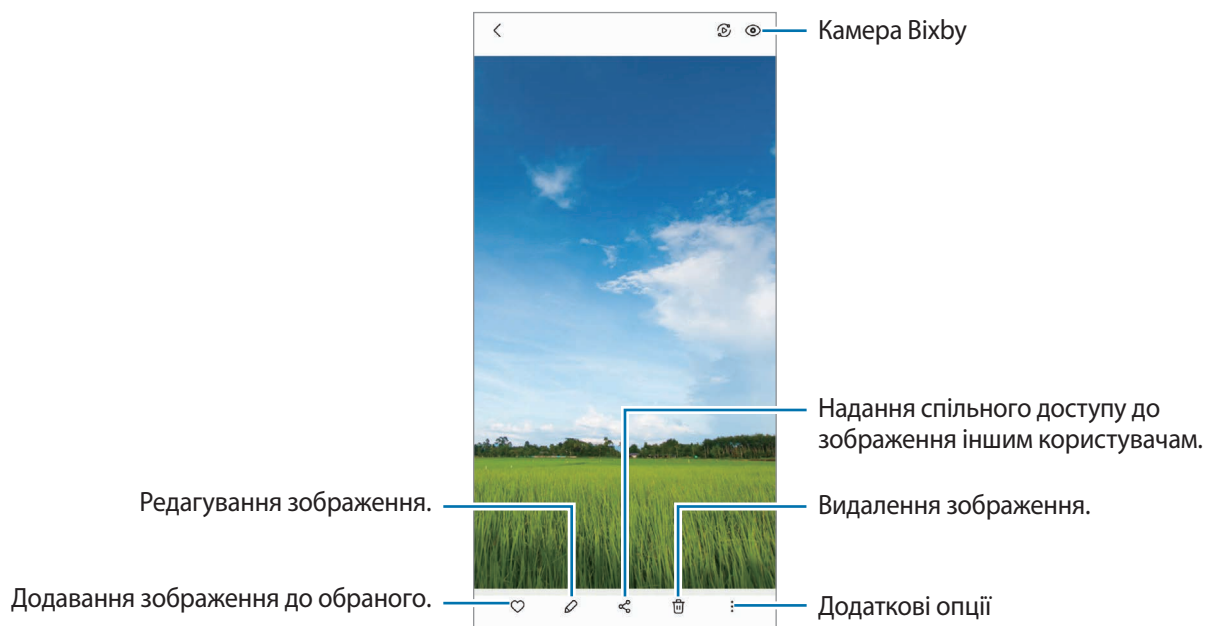 Камера Bixby
Надання спільного доступу до
зображення іншим користувачам.
Редагування зображення.
Видалення зображення.
Додавання зображення до обраного.
Додаткові опції